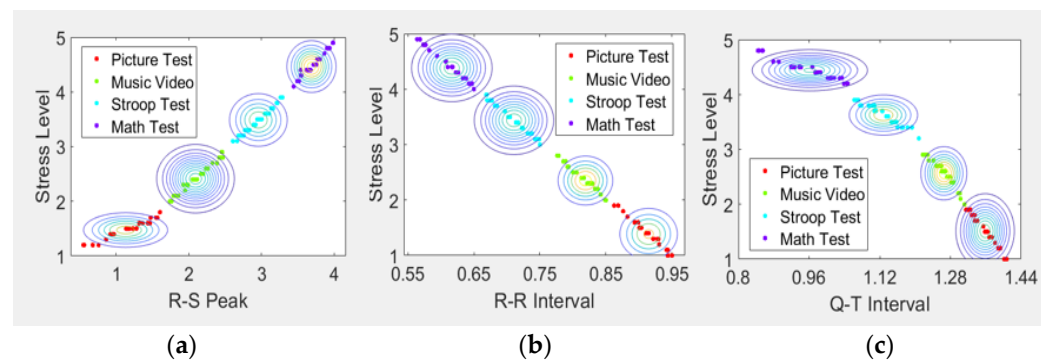 5
4
3
2
1
Stress Level
Picture Test
Music Video
Stroop Test
Math Test
1
2
3
4
R-S Peak
(a)
5
4
3
2
1
Stress Level
Picture Test
Music Video
Stroop Test
Math Test
0.55
0.65
0.75
0.85
0.95
R-R Interval
(b)
5
4
3
2
1
Stress Level
Picture Test
Music Video
Stroop Test
Math Test
0.8
0.96
1.12
1.28
1.44
Q-T Interval
(c)